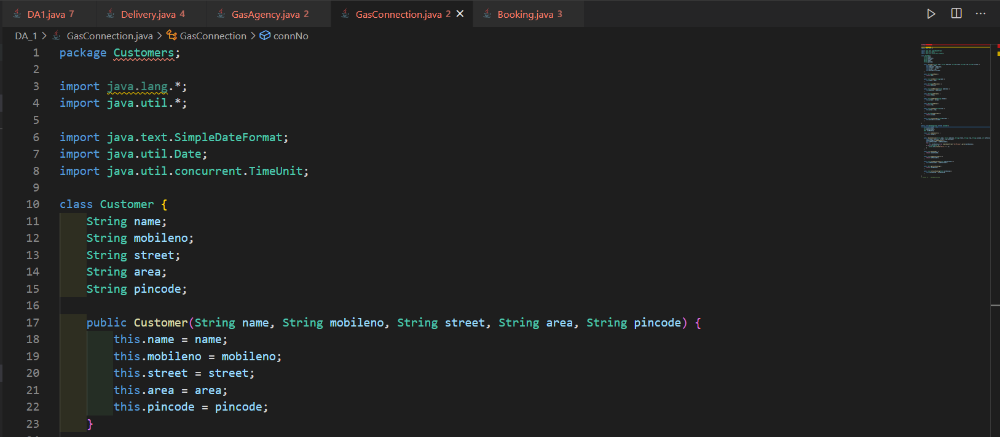 DA1.java 7 Delivery.java 4 GasAgency.java 2 GasConnection.java 2 Booking.java 3
DA_1 > GasConnection.java > GasConnection > connNo
1 package Customers;
2
3 import java.lang.*;
4 import java.util.*;
5
6 import java.text.SimpleDateFormat;
7 import java.util.Date;
8 import java.util.concurrent.TimeUnit;
9
10 class Customer {
11 String name;
12 String mobileno;
13 String street;
14 String area;
15 String pincode;
16
17 public Customer(String name, String mobileno, String street, String area, String pincode) {
18 this.name = name;
19 this.mobileno = mobileno;
20 this.street = street;
21 this.area = area;
22 this.pincode = pincode;
23 }